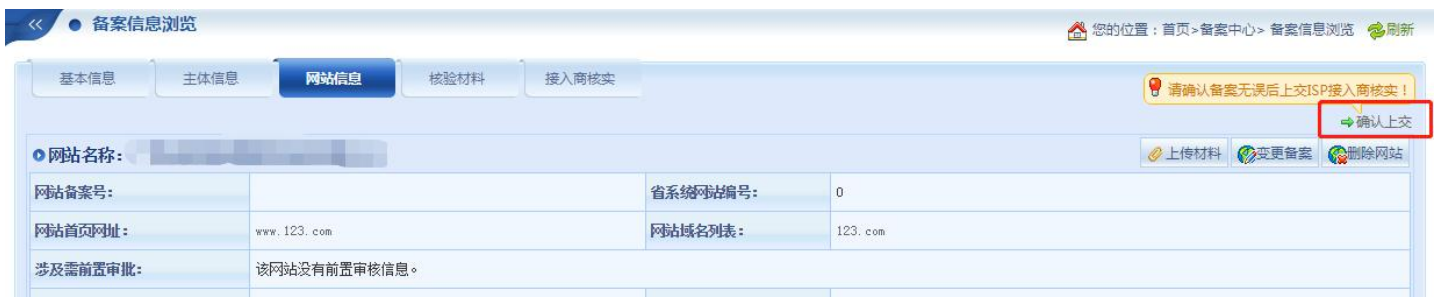 备案信息浏览
您的位置：首页>备案中心> 备案信息浏览 刷新
基本信息 主体信息 网站信息 核验材料 接入商核实
请确认备案无误后上交ISP接入商核实！
确认上交
网站名称：
上传材料 变更备案 删除网站
网站备案号： 省系统网站编号： 0
网站首页网址： www.123.com 网站域名列表： 123.com
涉及需前置审批： 该网站没有前置审核信息。